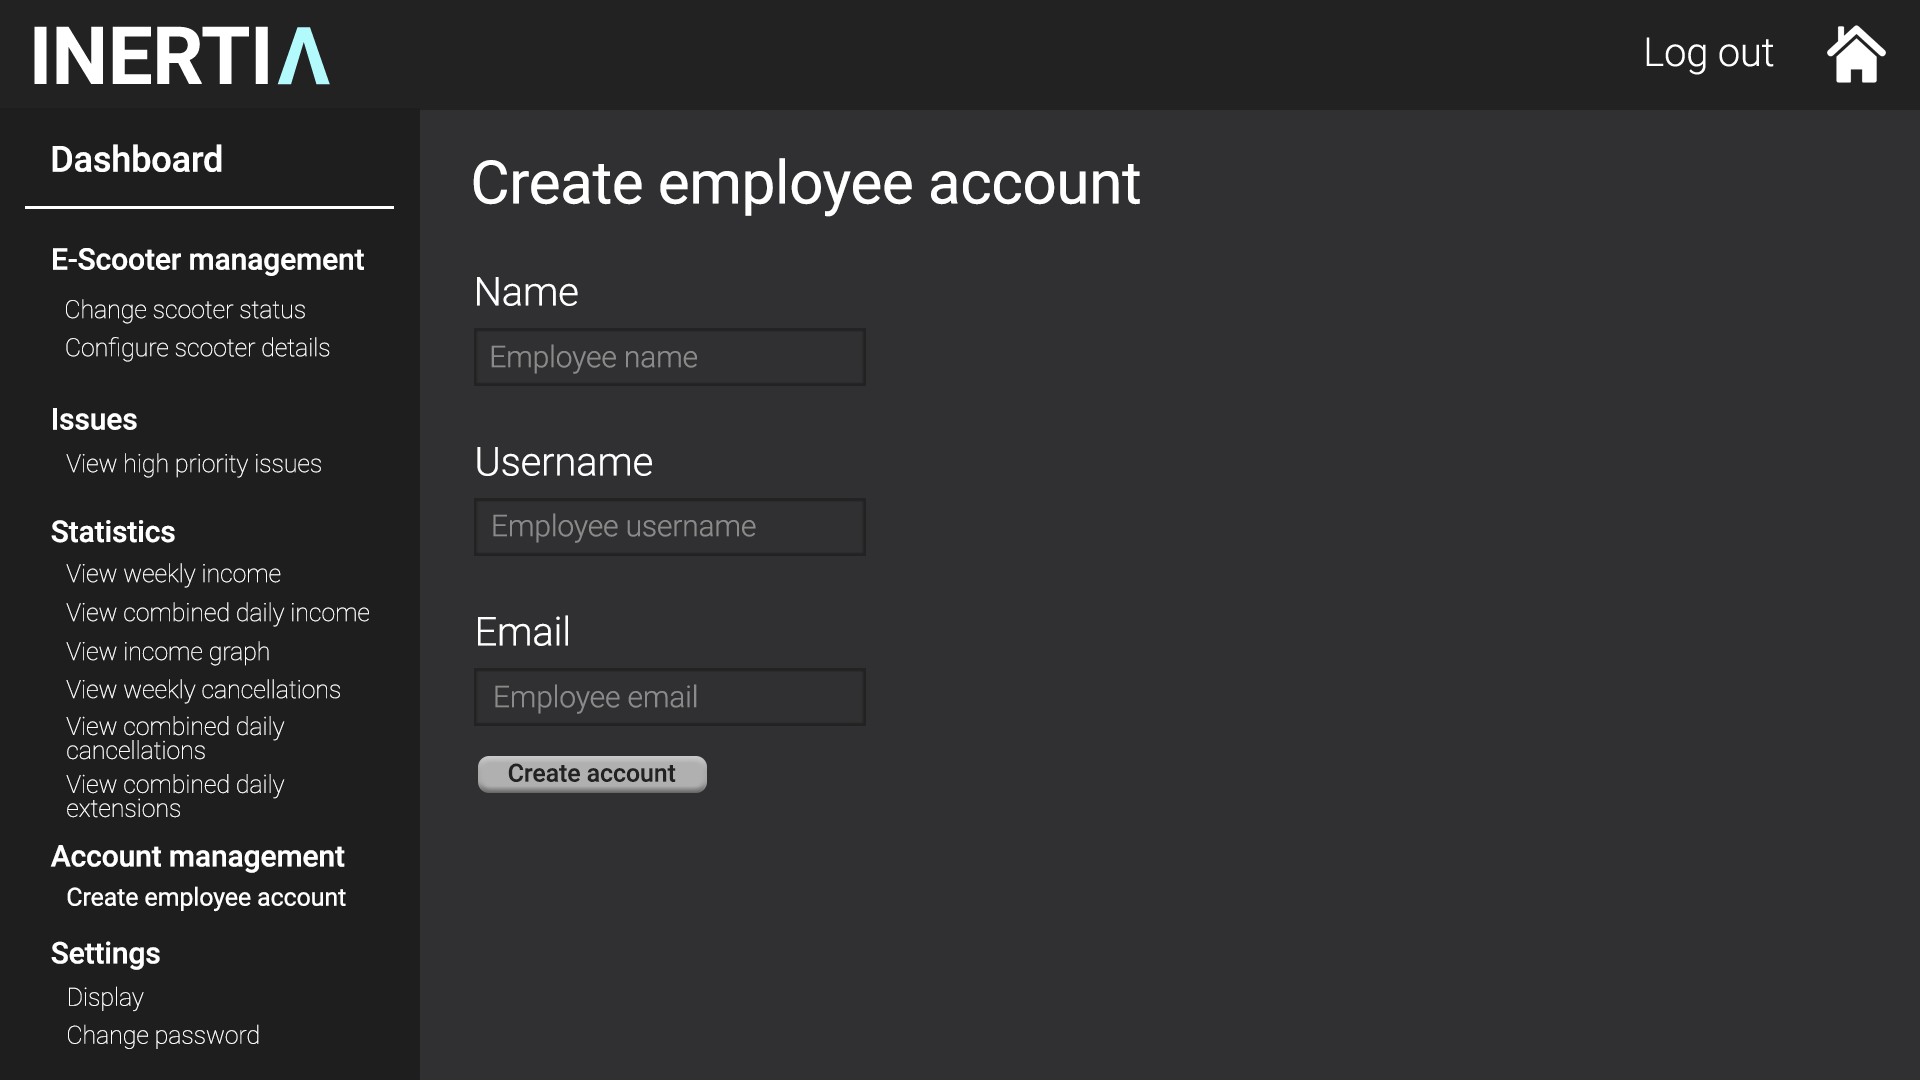 INERTIA
Log out
Dashboard
E-Scooter management
Change scooter status
Configure scooter details
Issues
View high priority issues
Statistics
View weekly income
View combined daily income
View income graph
View weekly cancellations
View combined daily
cancellations
View combined daily
extensions
Account management
Create employee account
Settings
Display
Change password
Create employee account
Name
Employee name
Username
Employee username
Email
Employee email
Create account